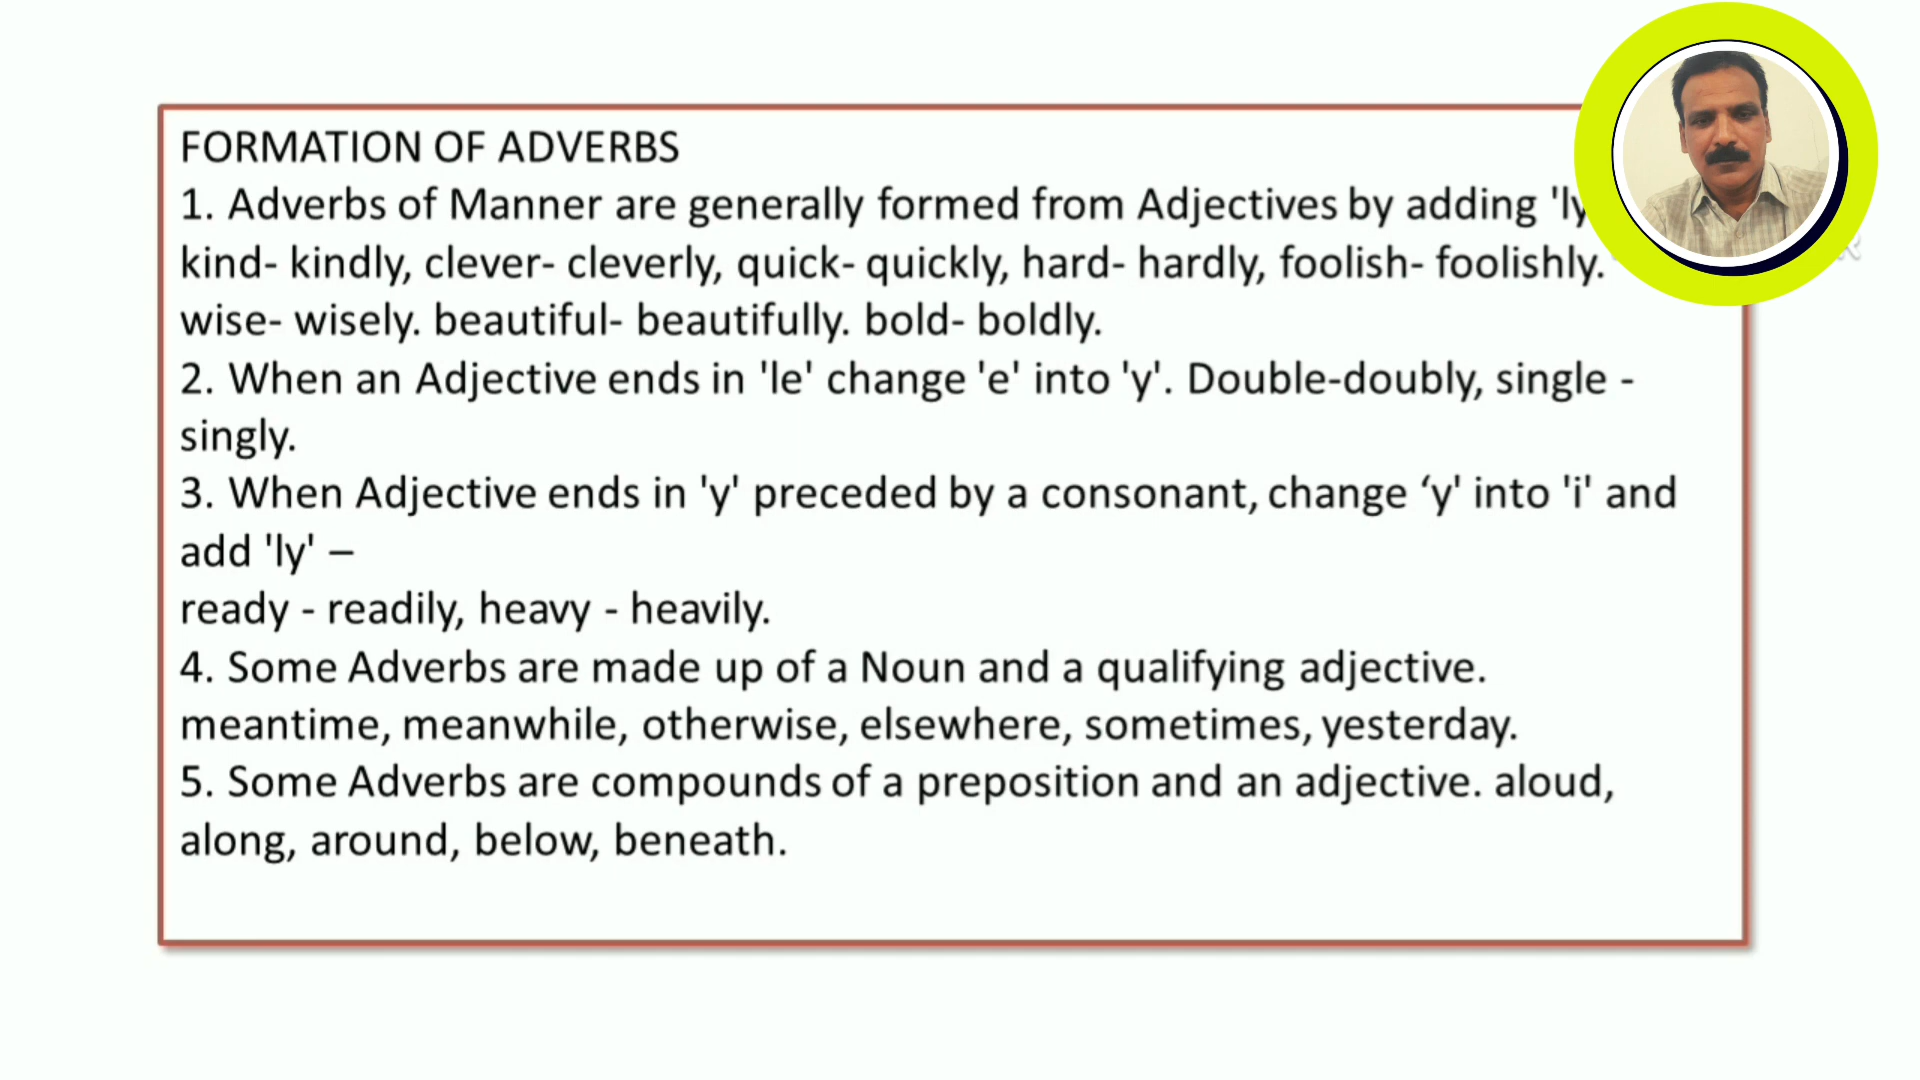 FORMATION OF ADVERBS
1. Adverbs of Manner are generally formed from Adjectives by adding 'ly
kind- kindly, clever- cleverly, quick- quickly, hard- hardly, foolish- foolishly.
wise- wisely. beautiful- beautifully. bold- boldly.
2. When an Adjective ends in 'le' change 'e' into 'y'. Double-doubly, single -
singly.
3. When Adjective ends in 'y' preceded by a consonant, change ‘y' into 'i' and
add 'ly' –
ready - readily, heavy - heavily.
4. Some Adverbs are made up of a Noun and a qualifying adjective.
meantime, meanwhile, otherwise, elsewhere, sometimes, yesterday.
5. Some Adverbs are compounds of a preposition and an adjective. aloud,
along, around, below, beneath.